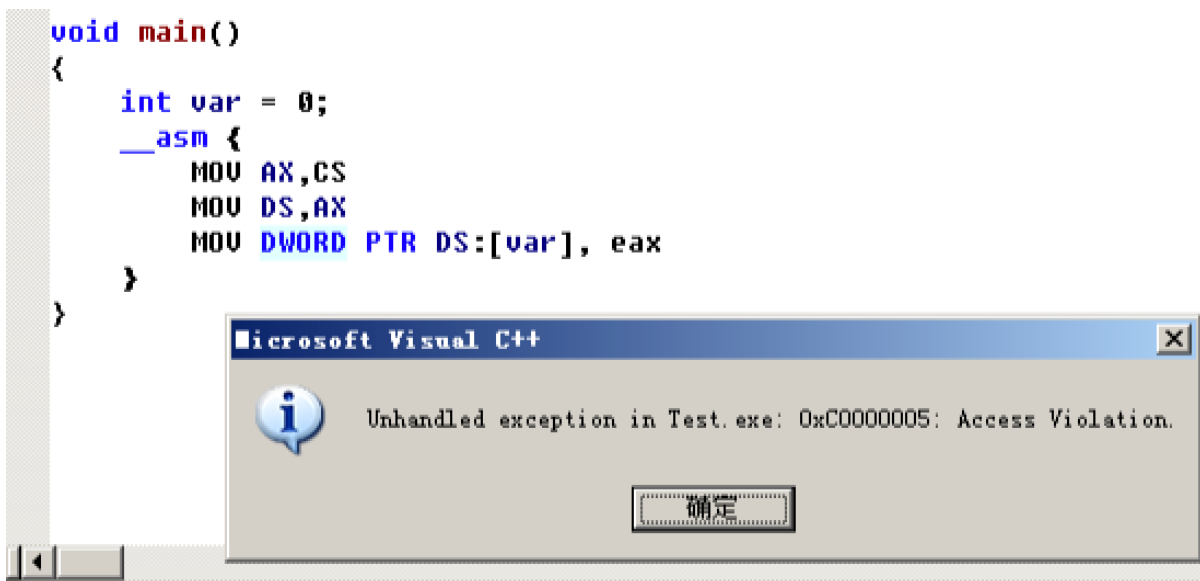 void main()
{
int var = 0;
__asm {
MOV AX,CS
MOV DS,AX
MOV DWORD PTR DS:[var], eax
}
}
Microsoft Visual C++
Unhandled exception in Test.exe: 0xC0000005: Access Violation.
确定